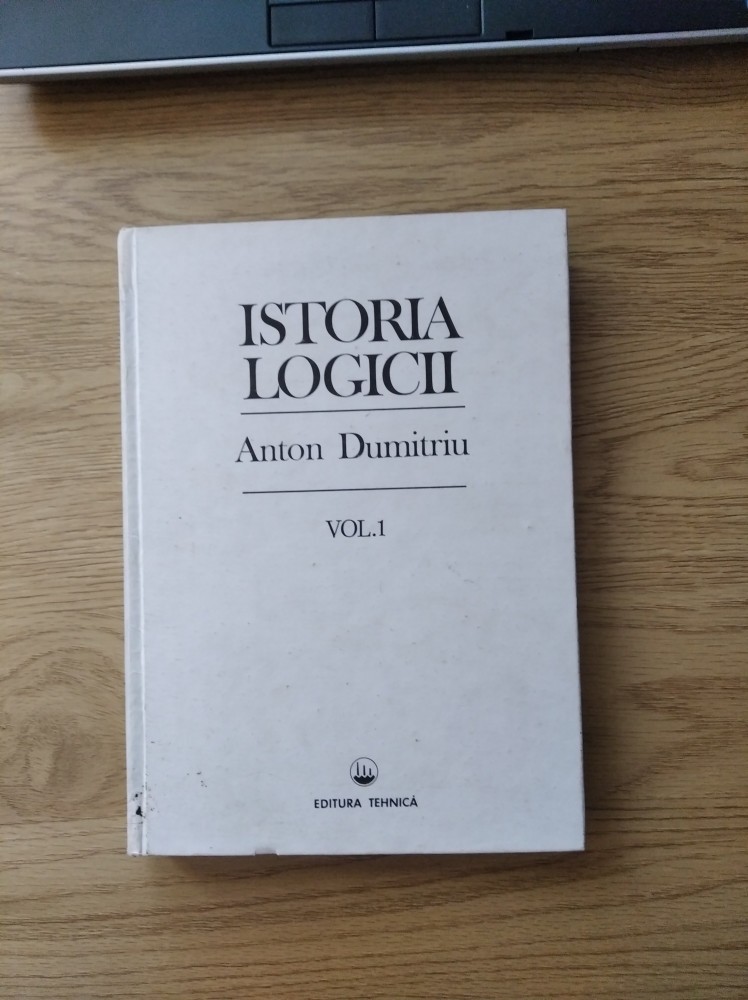 ISTORIA
LOGICII
Anton Dumitriu
VOL.1
EDITURA TEHNICĂ